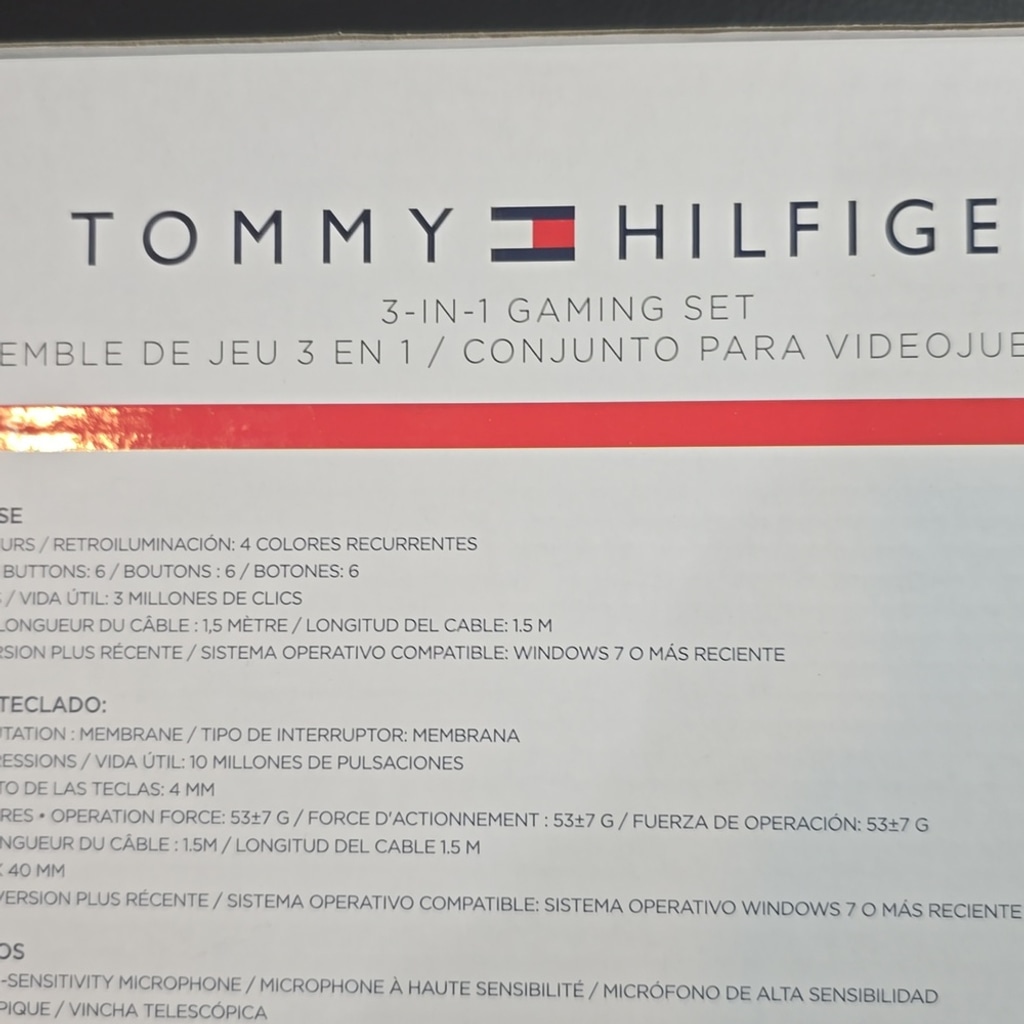 TOMMY HILFIGE
3-IN-1 GAMING SET
EMBLE DE JEU 3 EN 1 / CONJUNTO PARA VIDEOJUE
SE
URS / RETROILUMINACIÓN: 4 COLORES RECURRENTES
BUTTONS: 6 / BOUTONS : 6 / BOTONES: 6
/ VIDA ÚTIL: 3 MILLONES DE CLICS
LONGUEUR DU CÂBLE : 1,5 MÈTRE / LONGITUD DEL CABLE: 1.5 M
RSION PLUS RÉCENTE / SISTEMA OPERATIVO COMPATIBLE: WINDOWS 7 O MÁS RECIENTE
TECLADO:
TATION : MEMBRANE / TIPO DE INTERRUPTOR: MEMBRANA
RESSIONS / VIDA ÚTIL: 10 MILLONES DE PULSACIONES
TO DE LAS TECLAS: 4 MM
RES • OPERATION FORCE: 53±7 G / FORCE D'ACTIONNEMENT : 53±7 G / FUERZA DE OPERACIÓN: 53±7 G
NGUEUR DU CÂBLE : 1.5M / LONGITUD DEL CABLE 1.5 M
X 40 MM
VERSION PLUS RÉCENTE / SISTEMA OPERATIVO COMPATIBLE: SISTEMA OPERATIVO WINDOWS 7 O MÁS RECIENTE
OS
-SENSITIVITY MICROPHONE / MICROPHONE À HAUTE SENSIBILITÉ / MICRÓFONO DE ALTA SENSIBILIDAD
PIQUE / VINCHA TELESCÓPICA